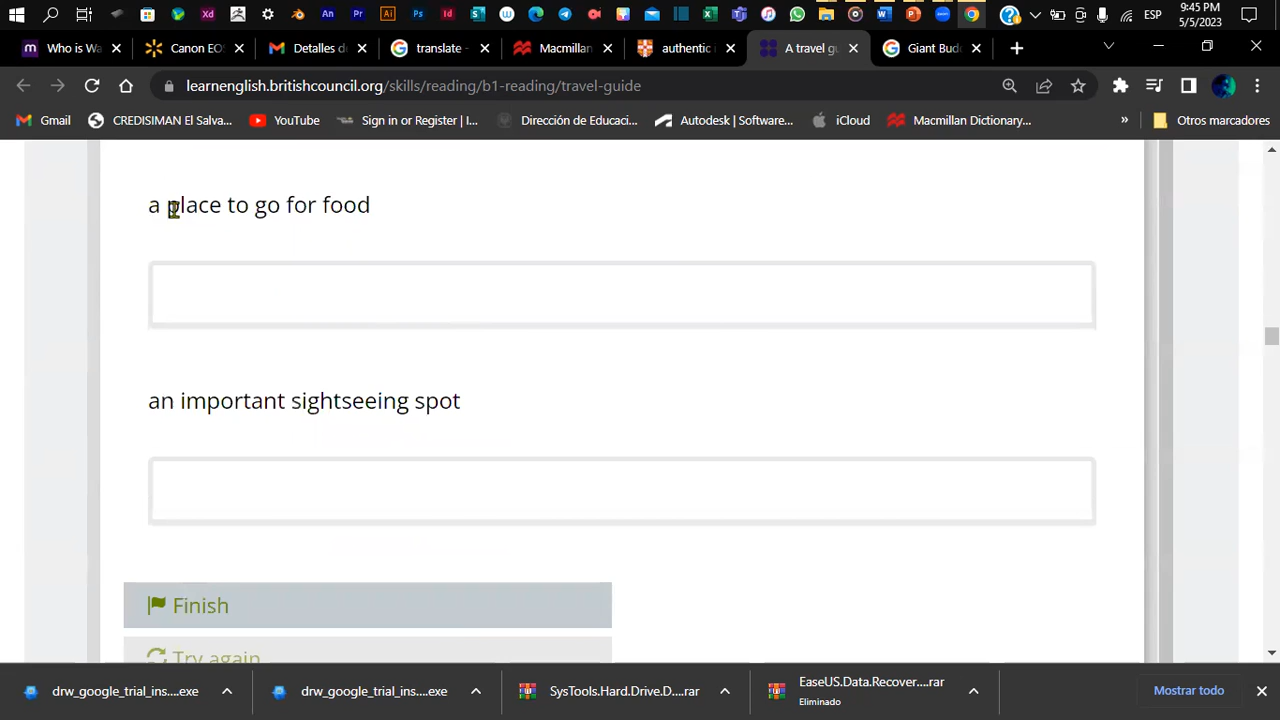 9:45 PM
ESP
5/5/2023
Who is Wa
Canon EO
Detalles d
translate -
Macmillan
authentic
A travel gu
Giant Bud
learnenglish.britishcouncil.org/skills/reading/b1-reading/travel-guide
Gmail
CREDISIMAN El Salva...
YouTube
Sign in or Register | I...
Dirección de Educaci...
Autodesk | Software...
iCloud
Macmillan Dictionary...
»
Otros marcadores
a place to go for food
an important sightseeing spot
Finish
Try again
drw_google_trial_ins....exe
drw_google_trial_ins....exe
SysTools.Hard.Drive.D....rar
EaseUS.Data.Recover....rar
Eliminado
Mostrar todo